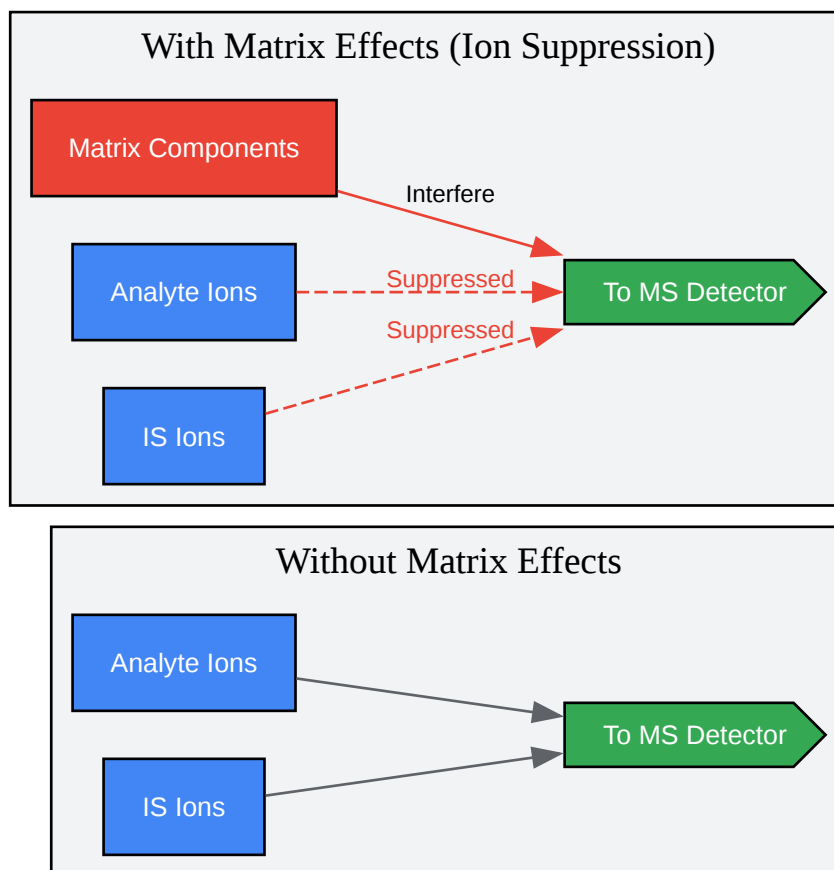 With Matrix Effects (Ion Suppression)
Matrix Components
Interfere
Analyte Ions
Suppressed
To MS Detector
Suppressed
IS Ions
Without Matrix Effects
Analyte Ions
To MS Detector
IS Ions